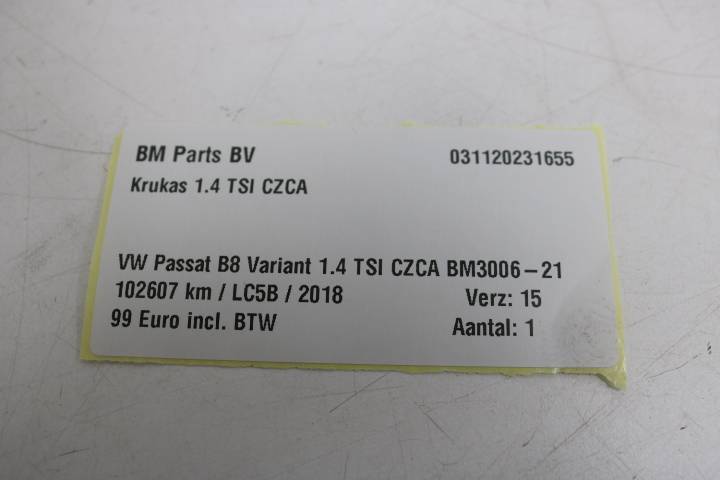 BM Parts BV 031120231655
Krukas 1.4 TSI CZCA
VW Passat B8 Variant 1.4 TSI CZCA BM3006-21
102607 km / LC5B / 2018 Verz: 15
99 Euro incl. BTW Aantal: 1